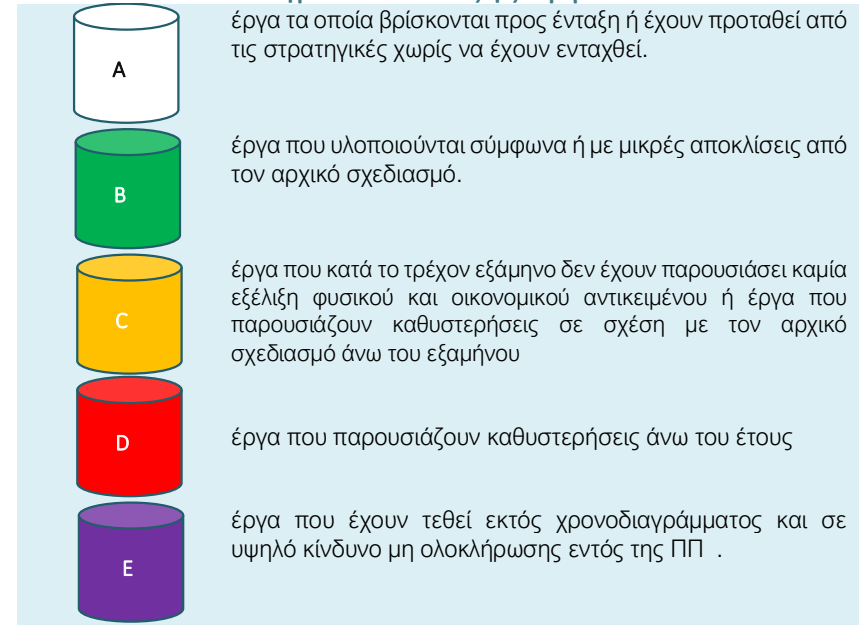 A
έργα τα οποία βρίσκονται προς ένταξη ή έχουν προταθεί από
τις στρατηγικές χωρίς να έχουν ενταχθεί.
B
έργα που υλοποιούνται σύμφωνα ή με μικρές αποκλίσεις από
τον αρχικό σχεδιασμό.
C
έργα που κατά το τρέχον εξάμηνο δεν έχουν παρουσιάσει καμία
εξέλιξη φυσικού και οικονομικού αντικειμένου ή έργα που
παρουσιάζουν καθυστερήσεις σε σχέση με τον αρχικό
σχεδιασμό άνω του εξαμήνου
D
έργα που παρουσιάζουν καθυστερήσεις άνω του έτους
E
έργα που έχουν τεθεί εκτός χρονοδιαγράμματος και σε
υψηλό κίνδυνο μη ολοκλήρωσης εντός της ΠΠ .